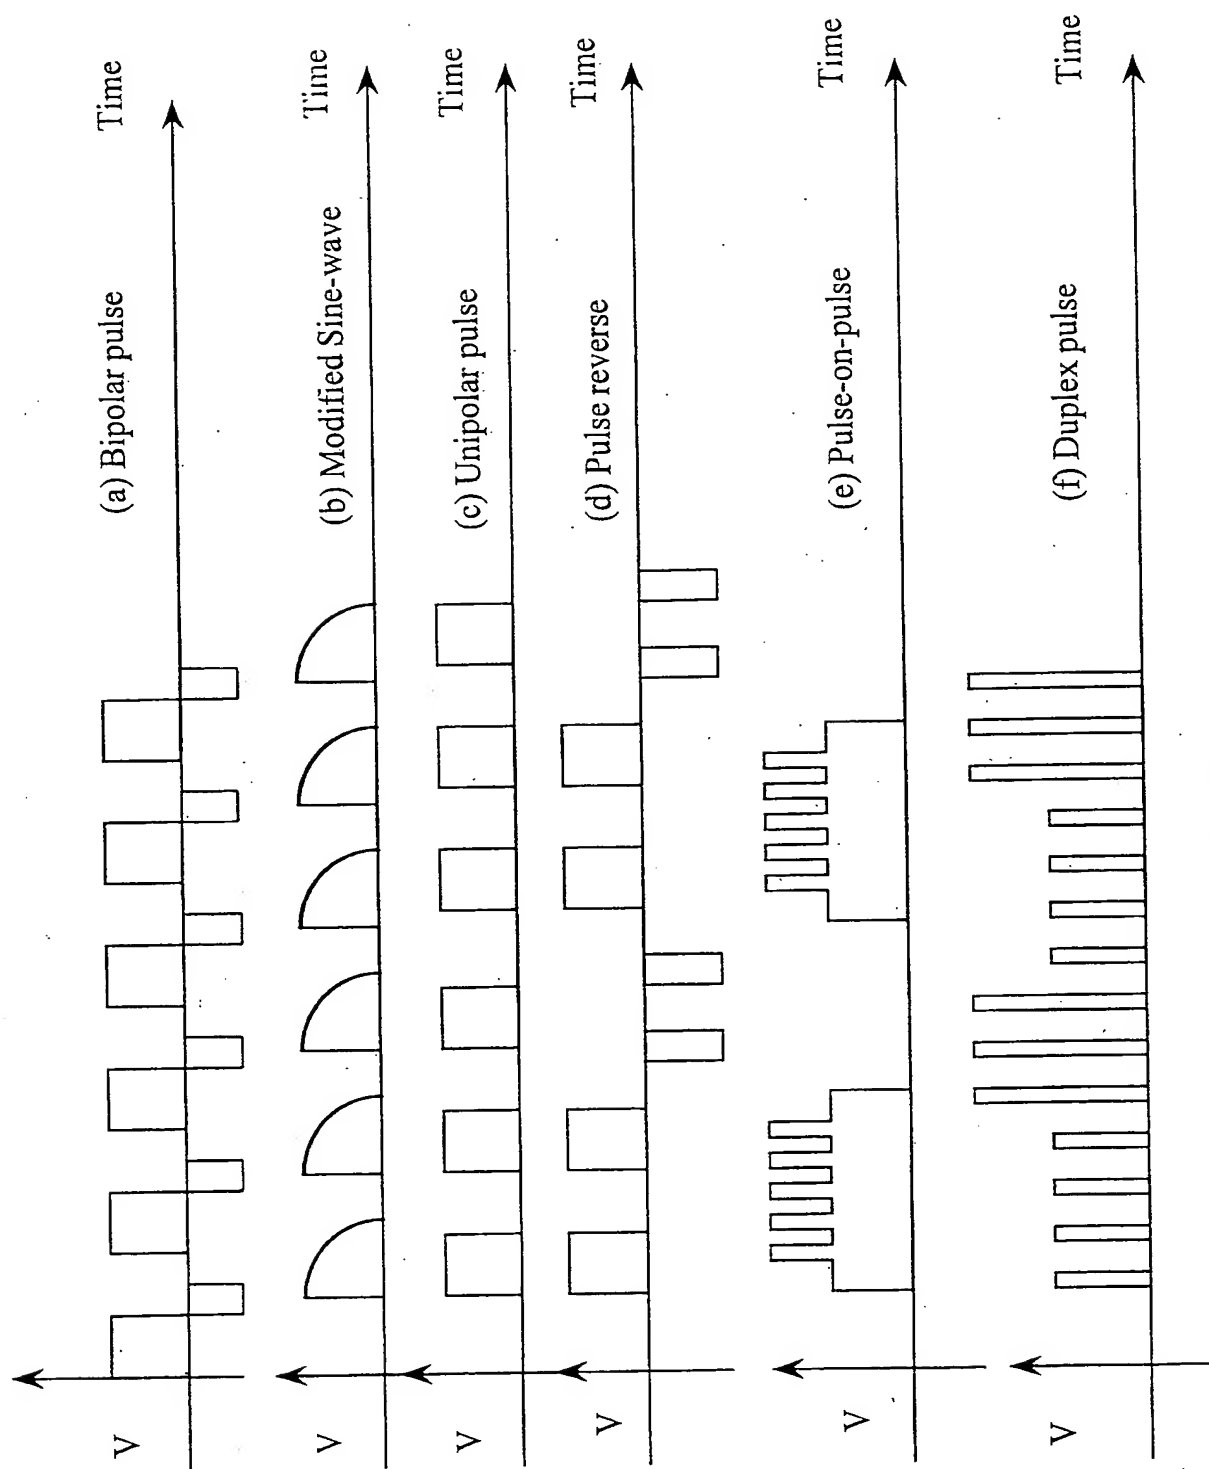 V
(a) Bipolar pulse
Time
V
(b) Modified Sine-wave
Time
V
(c) Unipolar pulse
Time
V
(d) Pulse reverse
Time
V
(e) Pulse-on-pulse
Time
V
(f) Duplex pulse
Time